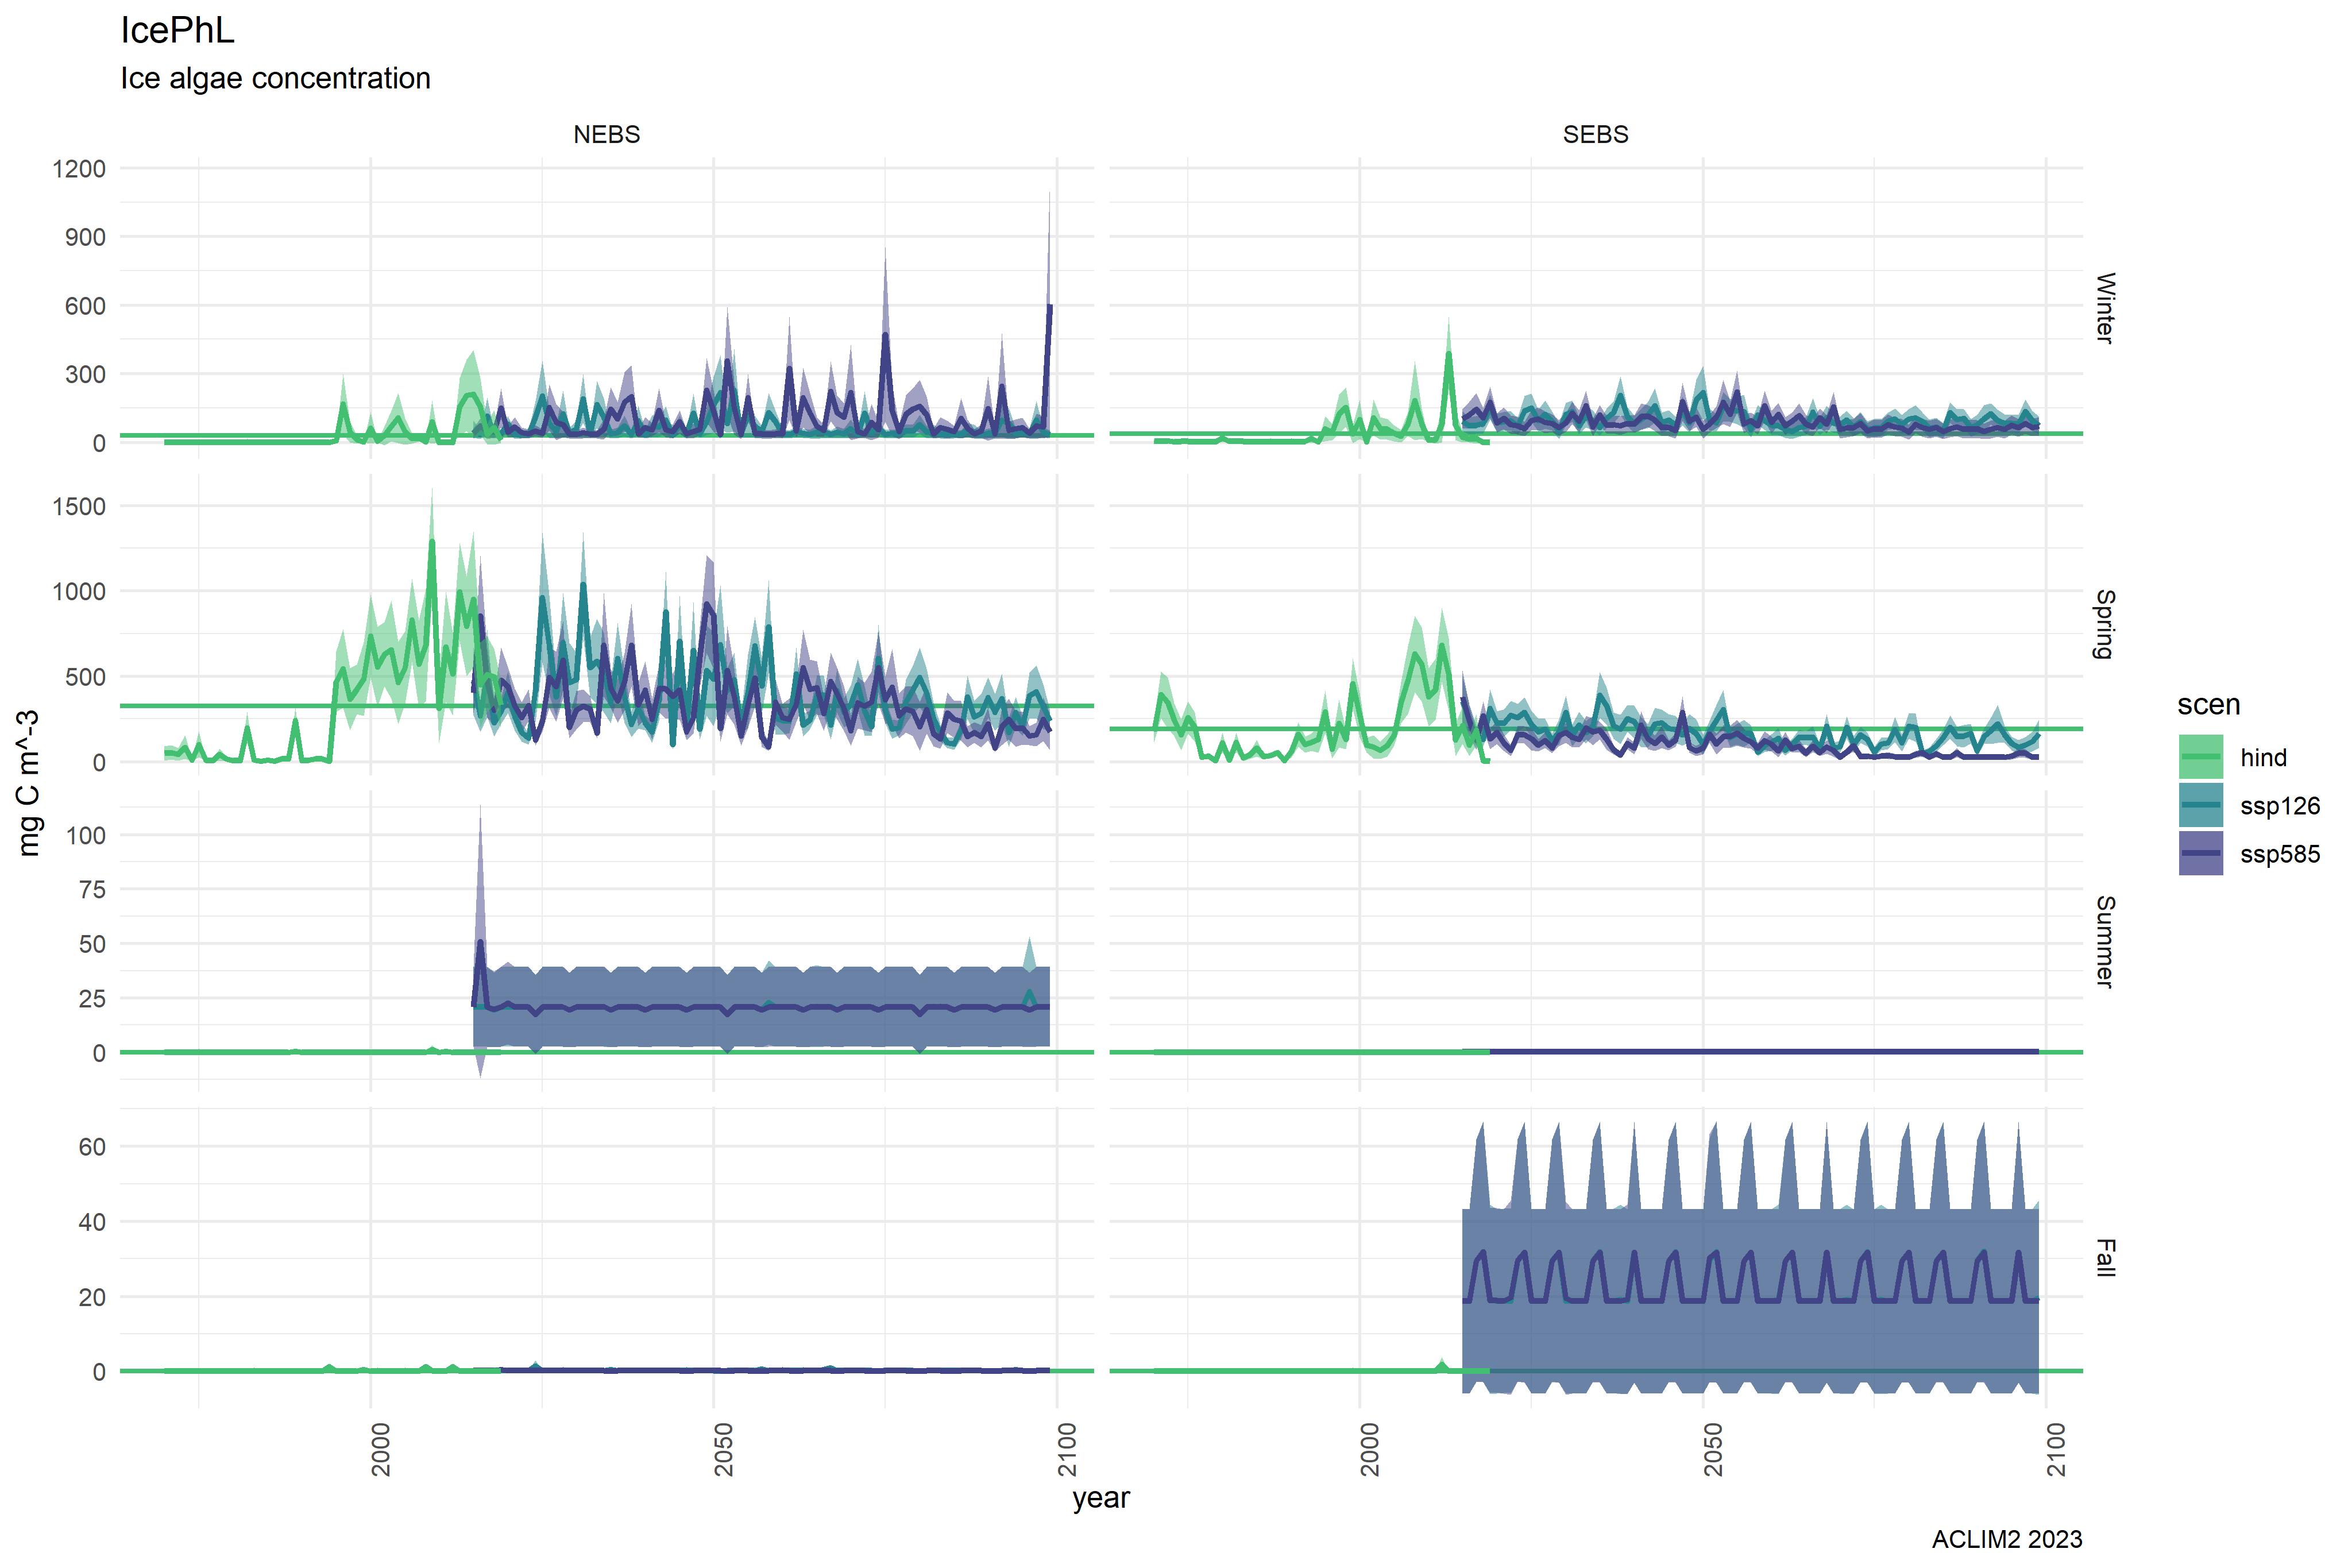 IcePhL
Ice algae concentration
NEBS
SEBS
1200
900
600
300
0
Winter
1500
1000
500
0
Spring
100
75
50
25
0
Summer
60
40
20
0
Fall
mg C m^-3
2000
2050
2100
2000
2050
2100
year
scen
hind
ssp126
ssp585
ACLIM2 2023